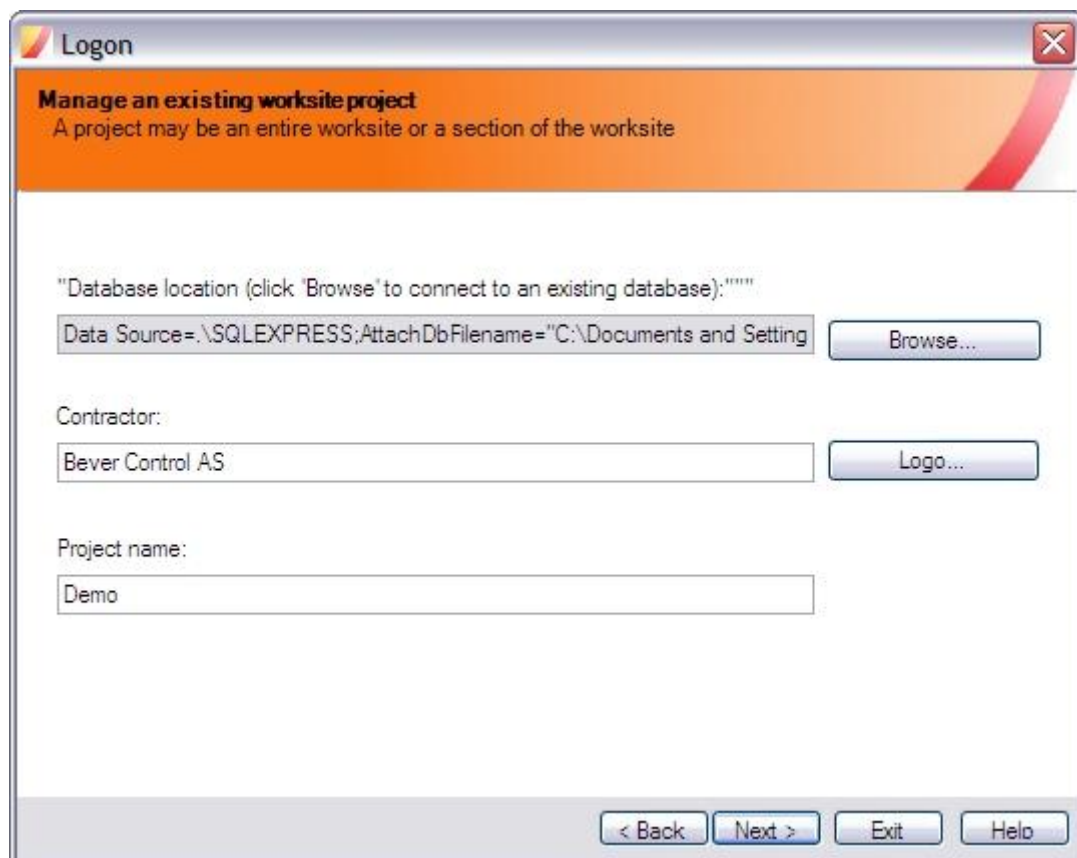 Logon
Manage an existing worksite project
A project may be an entire worksite or a section of the worksite
"Database location (click 'Browse' to connect to an existing database):"""
Data Source=.\SQLEXPRESS;AttachDbFilename="C:\Documents and Setting
Browse...
Contractor:
Bever Control AS
Logo...
Project name:
Demo
< Back Next > Exit Help